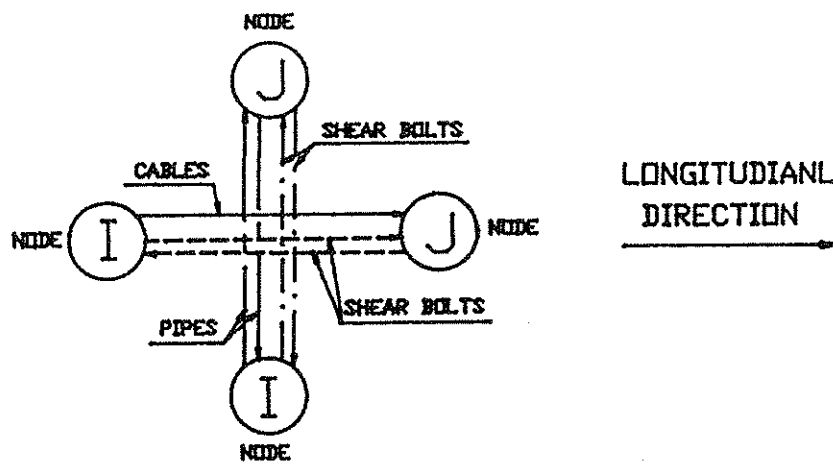 NODE
J
SHEAR BOLTS
CABLES
LONGITUDIANL
DIRECTION
NODE I
J NODE
SHEAR BOLTS
PIPES
I
NODE